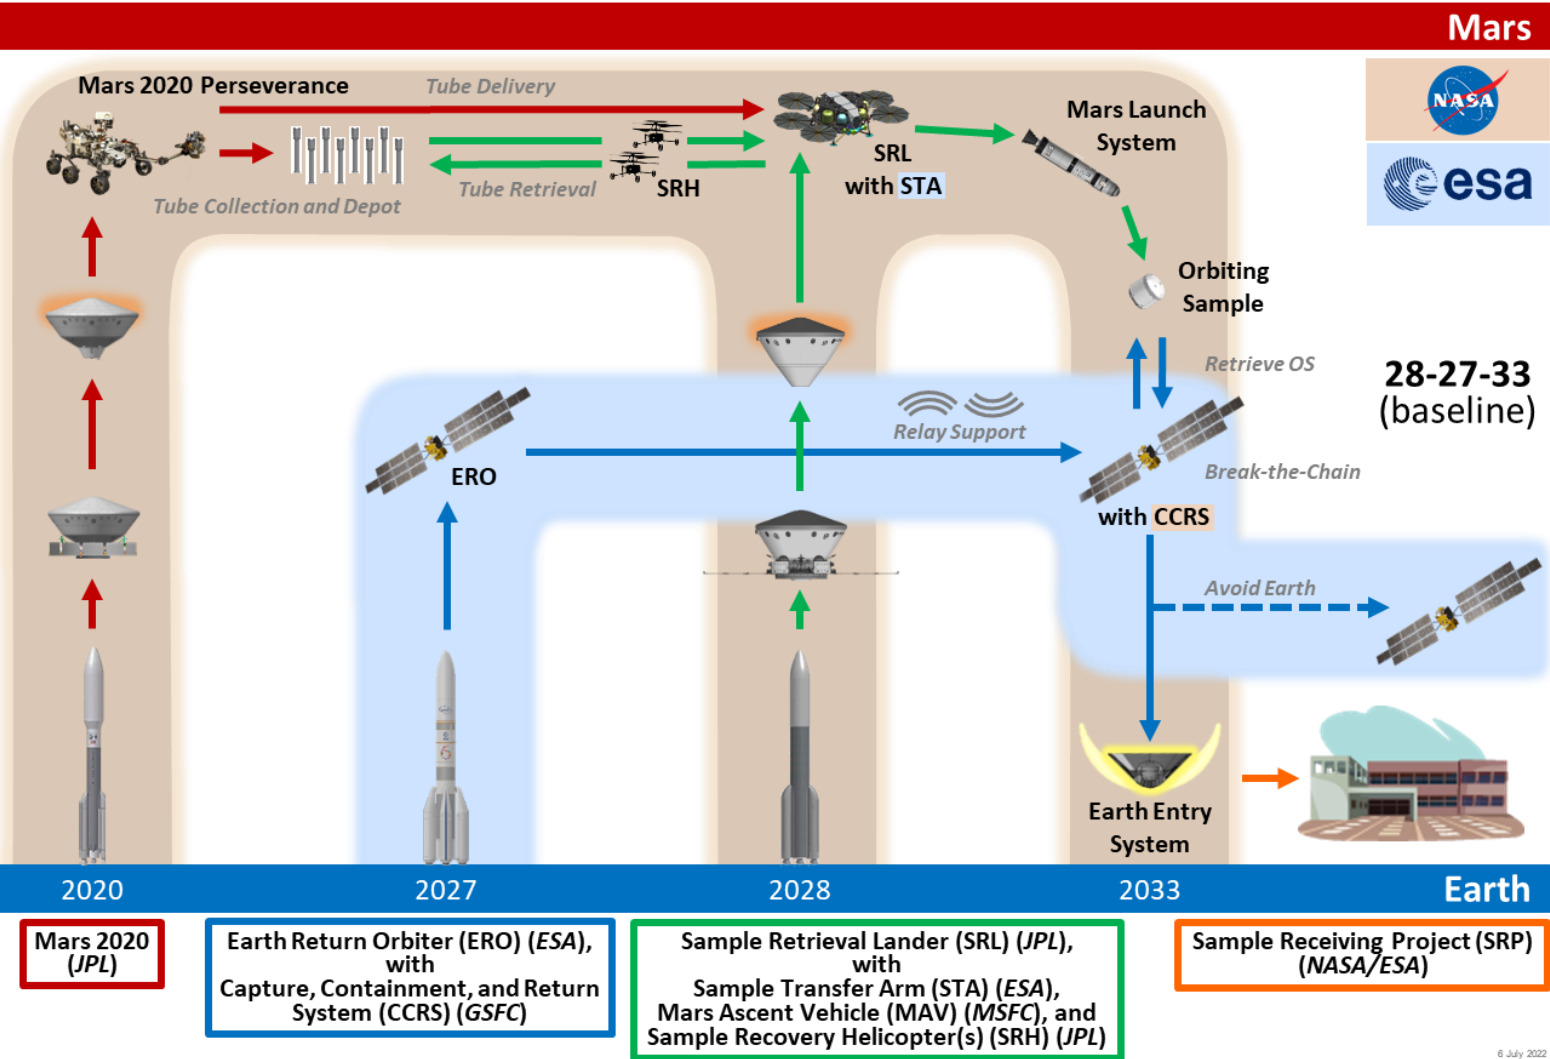 Mars
Mars 2020 Perseverance
Tube Delivery
NASA
Mars Launch
System
SRL
with STA
esa
SRH
Tube Retrieval
Tube Collection and Depot
Orbiting
Sample
Retrieve OS
28-27-33
(baseline)
Relay Support
ERO
Break-the-Chain
with CCRS
Avoid Earth
Earth Entry
System
2020
2027
2028
2033
Earth
Mars 2020
(JPL)
Earth Return Orbiter (ERO) (ESA),
with
Capture, Containment, and Return
System (CCRS) (GSFC)
Sample Retrieval Lander (SRL) (JPL),
with
Sample Transfer Arm (STA) (ESA),
Mars Ascent Vehicle (MAV) (MSFC), and
Sample Recovery Helicopter(s) (SRH) (JPL)
Sample Receiving Project (SRP)
(NASA/ESA)
6 July 2022